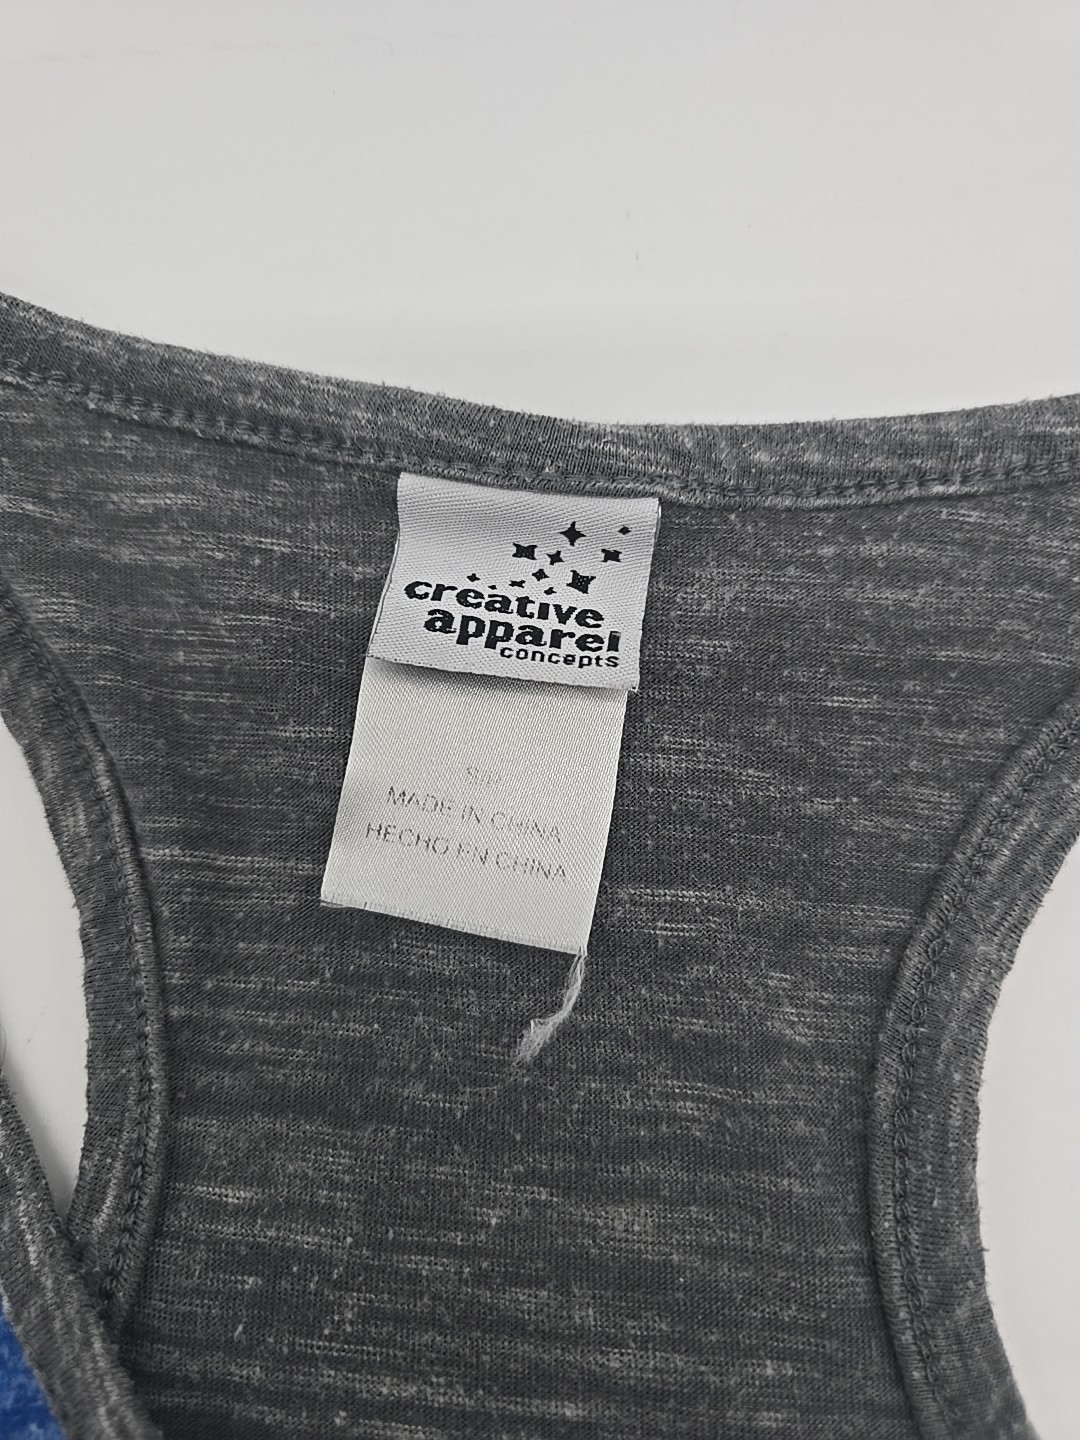 creative
apparel
concepts
MADE IN CHINA
HECHO EN CHINA